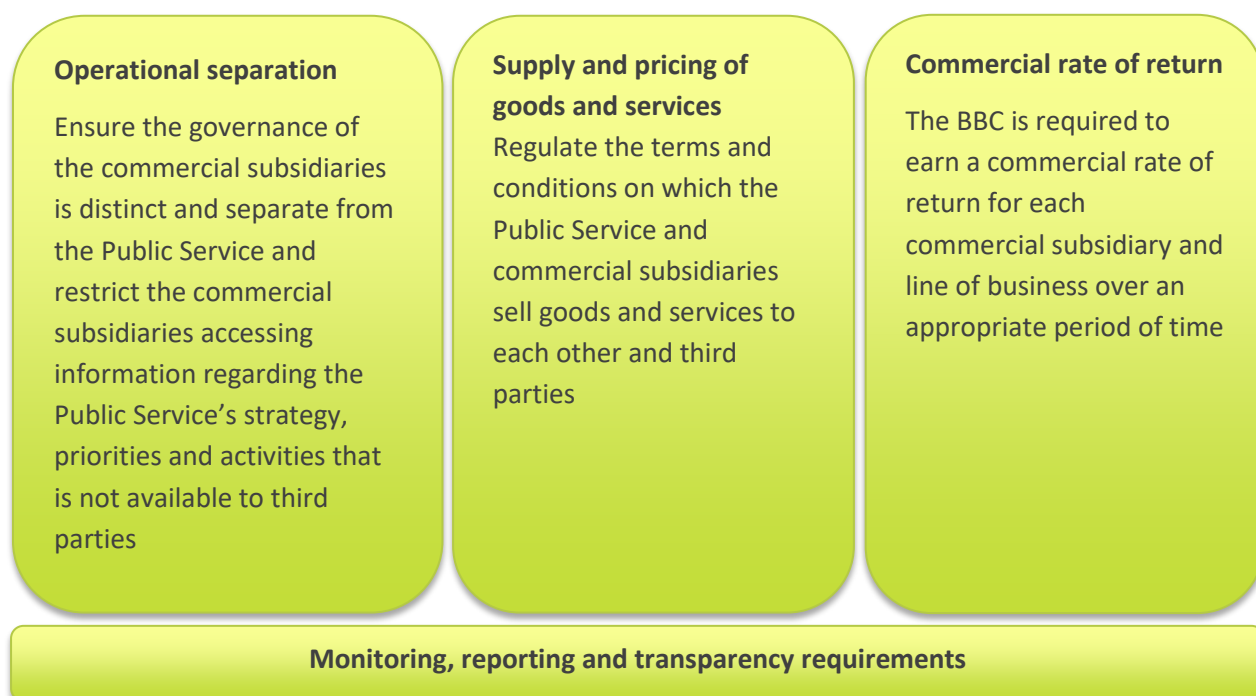 Operational separation
Ensure the governance of
the commercial subsidiaries
is distinct and separate from
the Public Service and
restrict the commercial
subsidiaries accessing
information regarding the
Public Service’s strategy,
priorities and activities that
is not available to third
parties
Supply and pricing of
goods and services
Regulate the terms and
conditions on which the
Public Service and
commercial subsidiaries
sell goods and services to
each other and third
parties
Commercial rate of return
The BBC is required to
earn a commercial rate of
return for each
commercial subsidiary and
line of business over an
appropriate period of time
Monitoring, reporting and transparency requirements